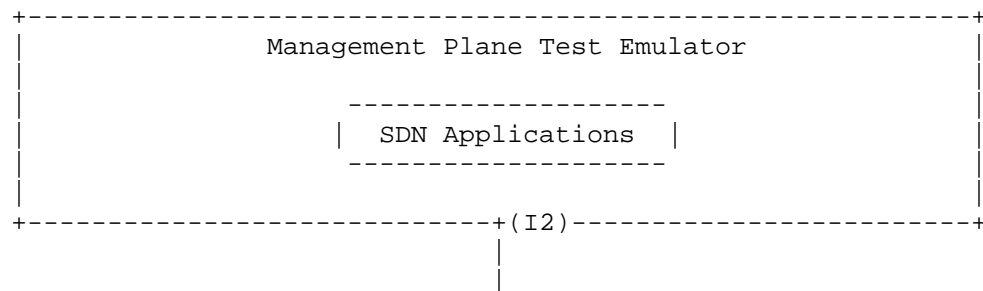 Management Plane Test Emulator
SDN Applications
(I2)